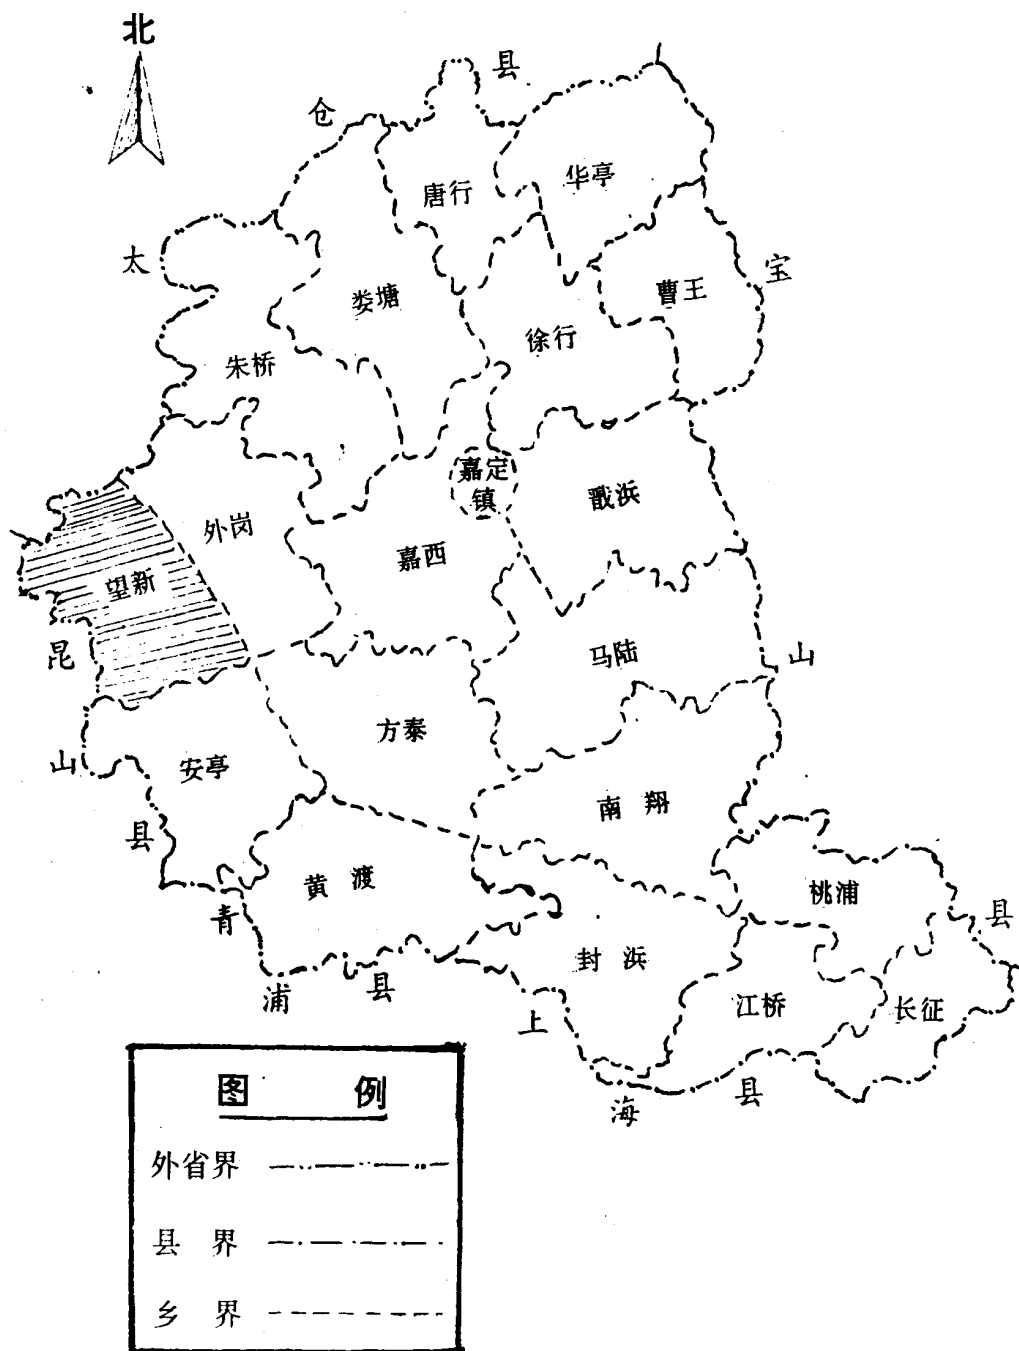 北
仓 县
唐行
华亭
太
宝
娄塘
曹王
徐行
朱桥
嘉定
镇
戬浜
外岗
嘉西
望新
昆
马陆
山
方泰
山
安亭
南翔
县
黄渡
桃浦
青
县
封浜
浦 县
江桥
长征
上
海 县
图 例
外省界
县 界
乡 界